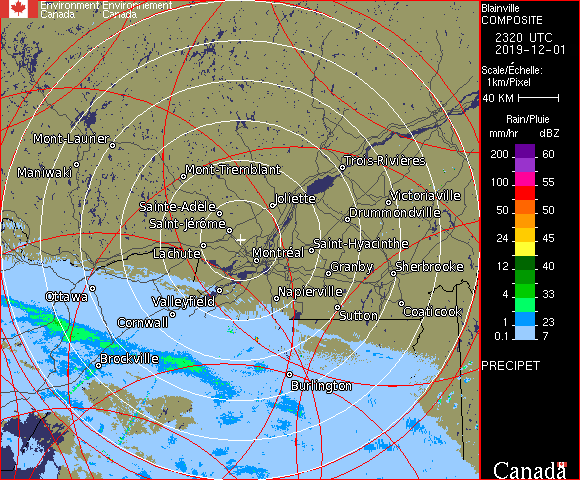 Environment Environnement
Canada Canada
Blainville
COMPOSITE
2320 UTC
2019-12-01
Scale/Échelle:
1km/Pixel
40 KM
Rain/Pluie
mm/hr dBZ
200 60
100 55
50 50
24 45
12 40
4 33
1 23
0.1 7
PRECIPET
Canada
Mont-Laurier
Maniwaki
Mont-Tremblant
Trois-Rivières
Joliette
Victoriaville
Sainte-Adèle
Drummondville
Saint-Jérôme
Saint-Hyacinthe
Lachute
Montréal
Granby
Sherbrooke
Ottawa
Valleyfield
Napierville
Coaticook
Cornwall
Sutton
Brockville
Burlington